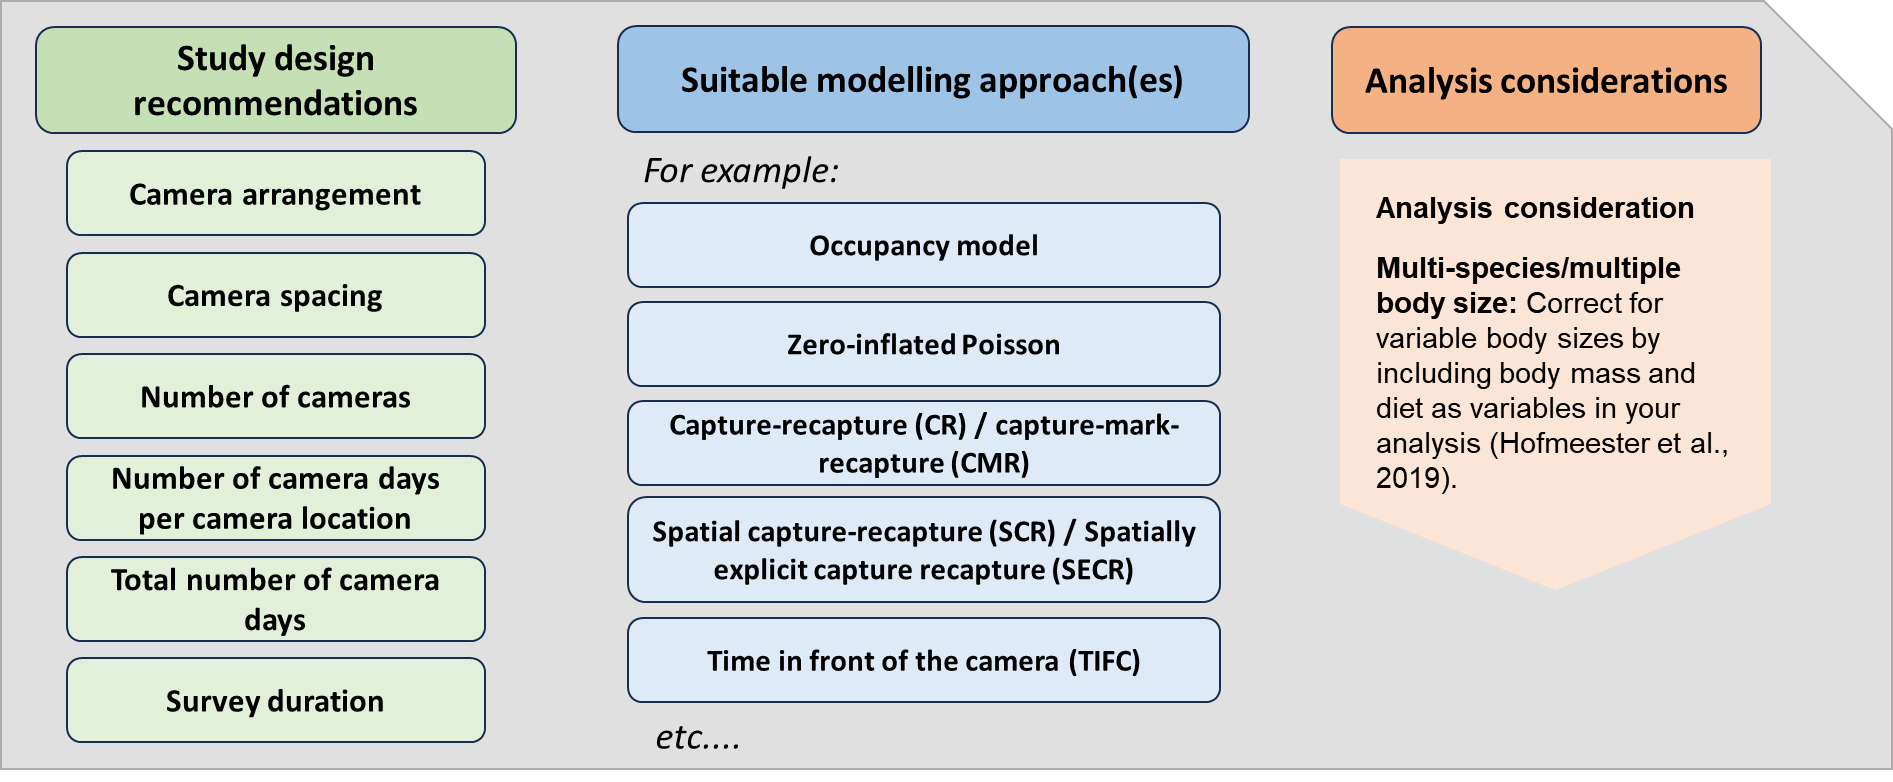 Study design
recommendations
Camera arrangement
Camera spacing
Number of cameras
Number of camera days
per camera location
Total number of camera
days
Survey duration
Suitable modelling approach(es)
For example:
Occupancy model
Zero-inflated Poisson
Capture-recapture (CR) / capture-mark-
recapture (CMR)
Spatial capture-recapture (SCR) / Spatially
explicit capture recapture (SECR)
Time in front of the camera (TIFC)
etc....
Analysis considerations
Analysis consideration
Multi-species/multiple
body size: Correct for
variable body sizes by
including body mass and
diet as variables in your
analysis (Hofmeester et al.,
2019).